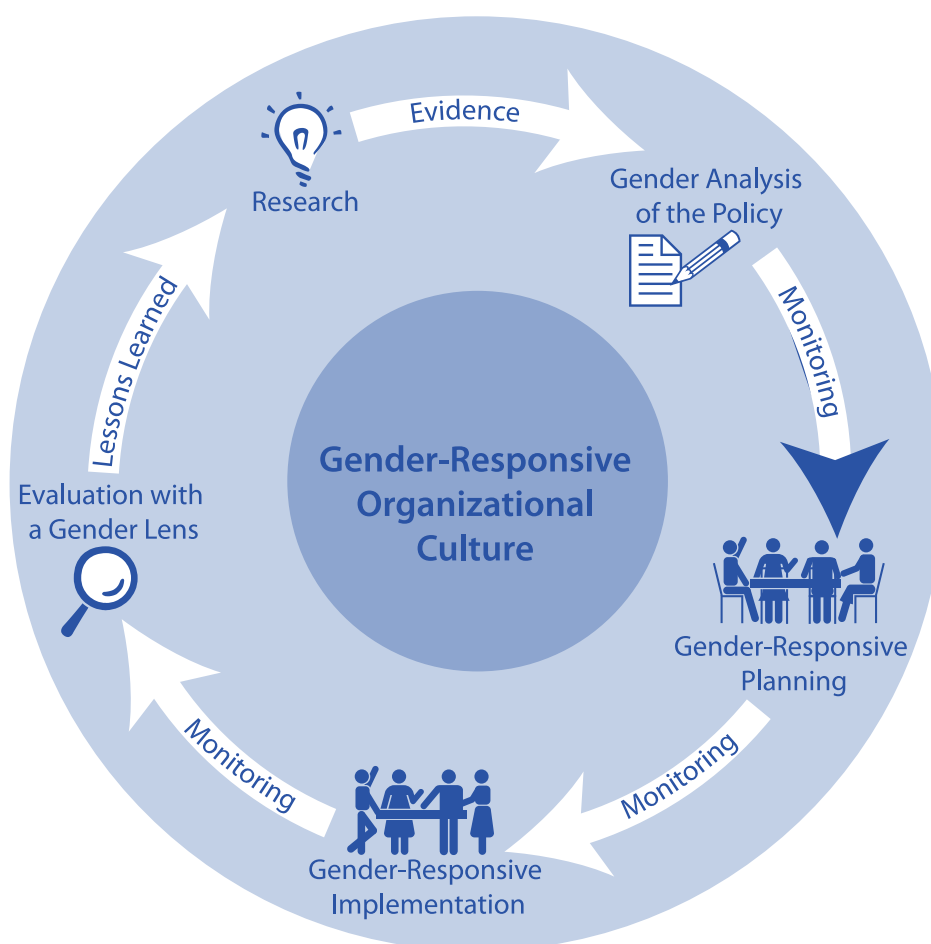 Evidence
Research
Gender Analysis
of the Policy
Monitoring
Lessons Learned
Gender-Responsive
Organizational
Culture
Evaluation with
a Gender Lens
Gender-Responsive
Planning
Monitoring
Monitoring
Gender-Responsive
Implementation